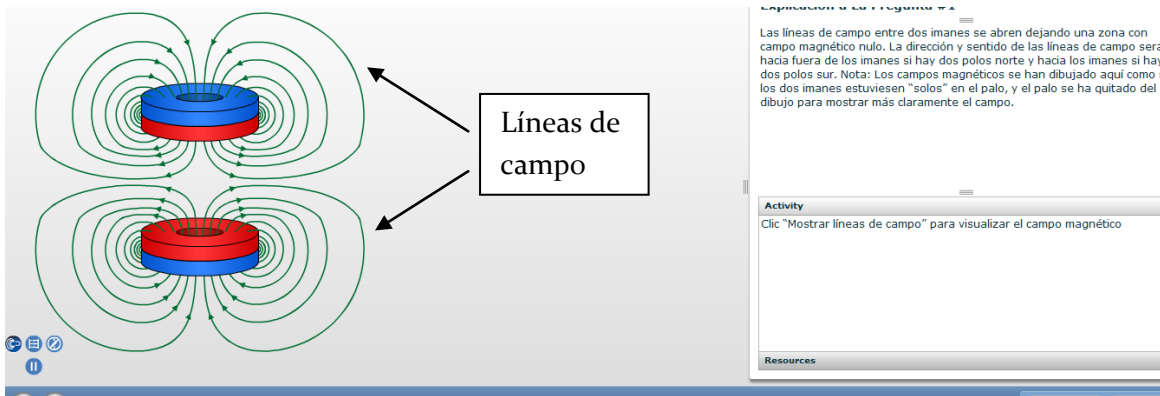 Explicación a La Pregunta #1
Las líneas de campo entre dos imanes se abren dejando una zona con
campo magnético nulo. La dirección y sentido de las líneas de campo será
hacia fuera de los imanes si hay dos polos norte y hacia los imanes si hay
dos polos sur. Nota: Los campos magnéticos se han dibujado aquí como
los dos imanes estuviesen "solos" en el palo, y el palo se ha quitado del
dibujo para mostrar más claramente el campo.
Líneas de
campo
Activity
Clic "Mostrar líneas de campo" para visualizar el campo magnético
Resources